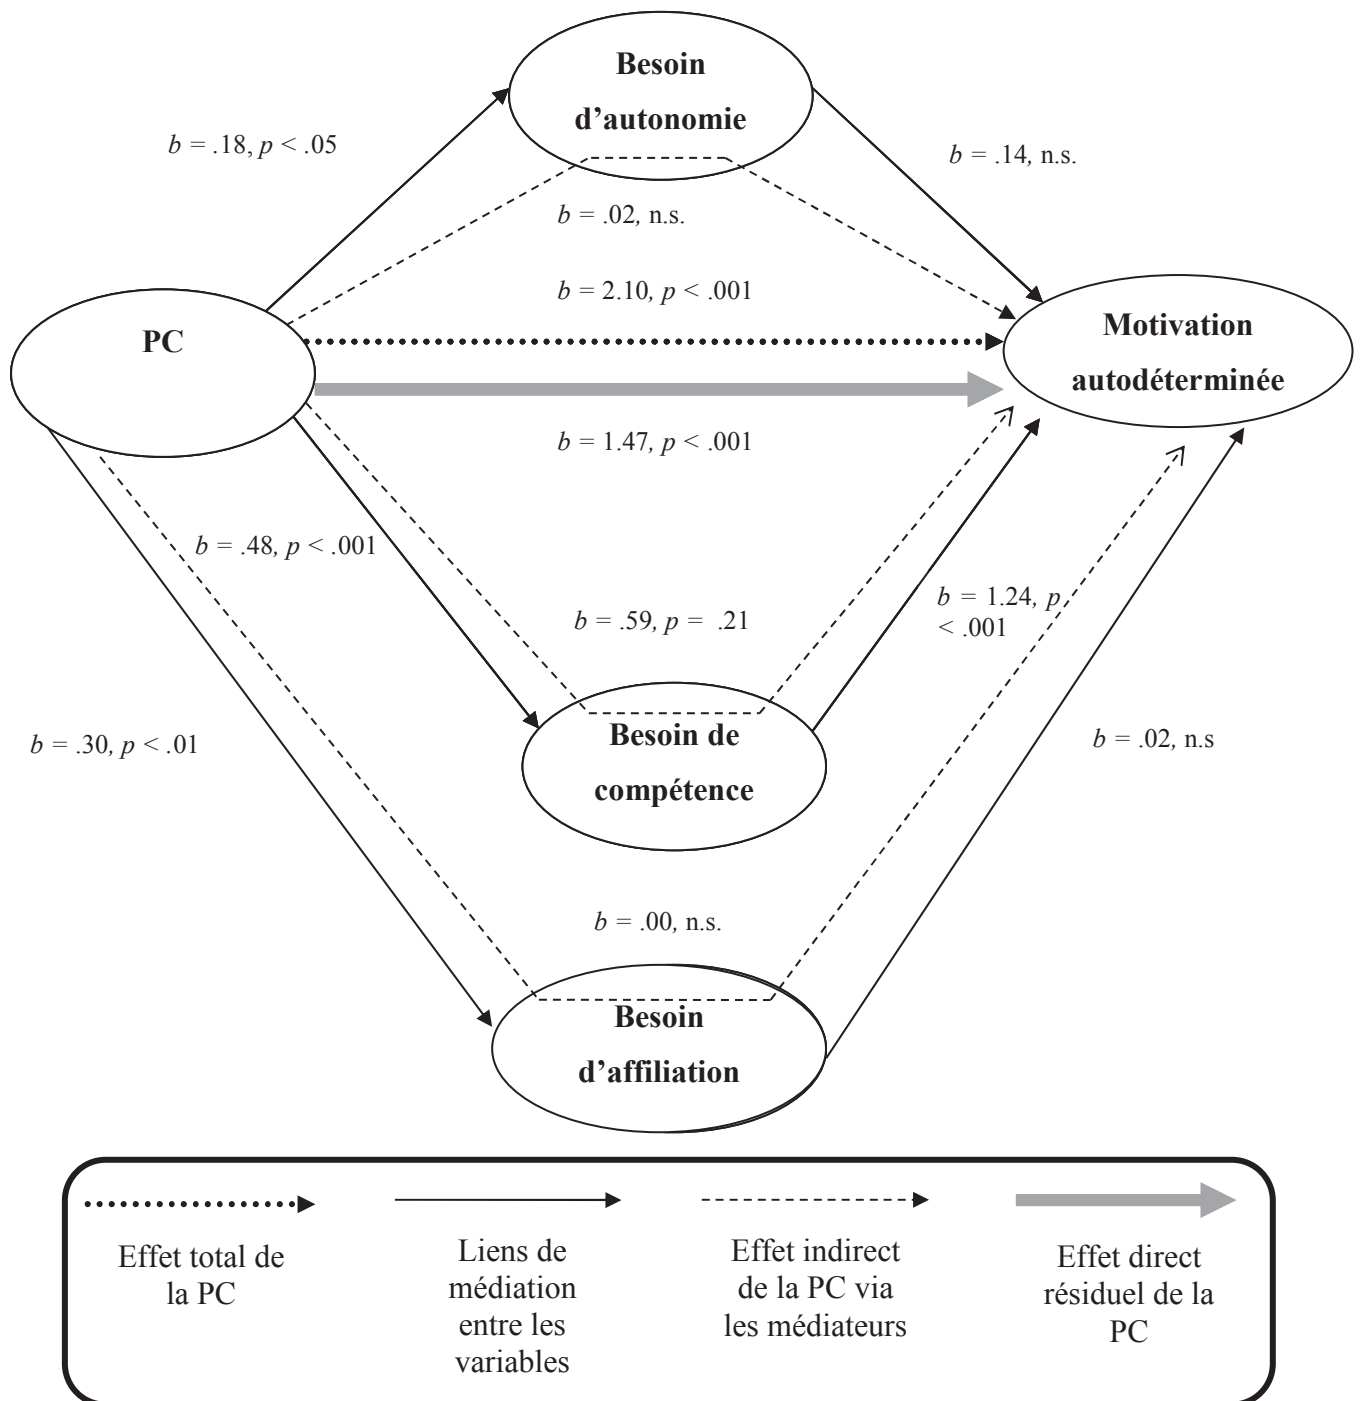 Besoin
d’autonomie
b = .18, p < .05
b = .14, n.s.
b = .02, n.s.
b = 2.10, p < .001
PC
Motivation
autodéterminée
b = 1.47, p < .001
b = .48, p < .001
b = .59, p = .21
b = 1.24, p
< .001
Besoin de
compétence
b = .30, p < .01
b = .02, n.s
b = .00, n.s.
Besoin
d’affiliation
Effet total de
la PC
Liens de
médiation
entre les
variables
Effet indirect
de la PC via
les médiateurs
Effet direct
résiduel de la
PC